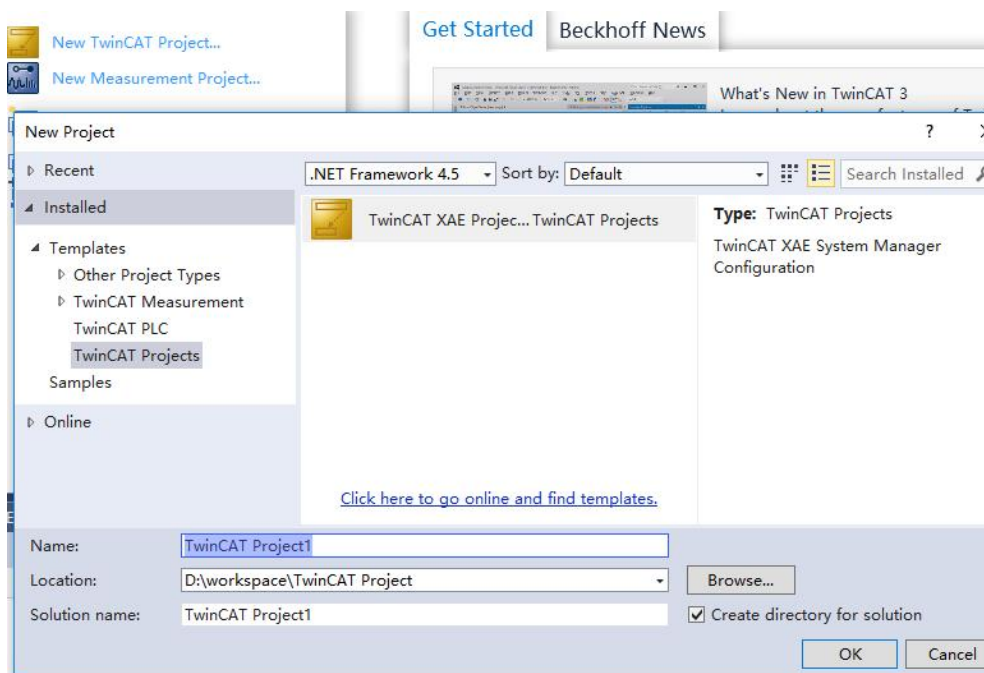 New TwinCAT Project...
New Measurement Project...
Get Started
Beckhoff News
What's New in TwinCAT 3
New Project
?
Recent
.NET Framework 4.5
Sort by: Default
Search Installed
Installed
TwinCAT XAE Projec... TwinCAT Projects
Type: TwinCAT Projects
TwinCAT XAE System Manager
Configuration
Templates
Other Project Types
TwinCAT Measurement
TwinCAT PLC
TwinCAT Projects
Samples
Online
Click here to go online and find templates.
Name:
TwinCAT Project1
Location:
D:\workspace\TwinCAT Project
Browse...
Solution name:
TwinCAT Project1
Create directory for solution
OK
Cancel